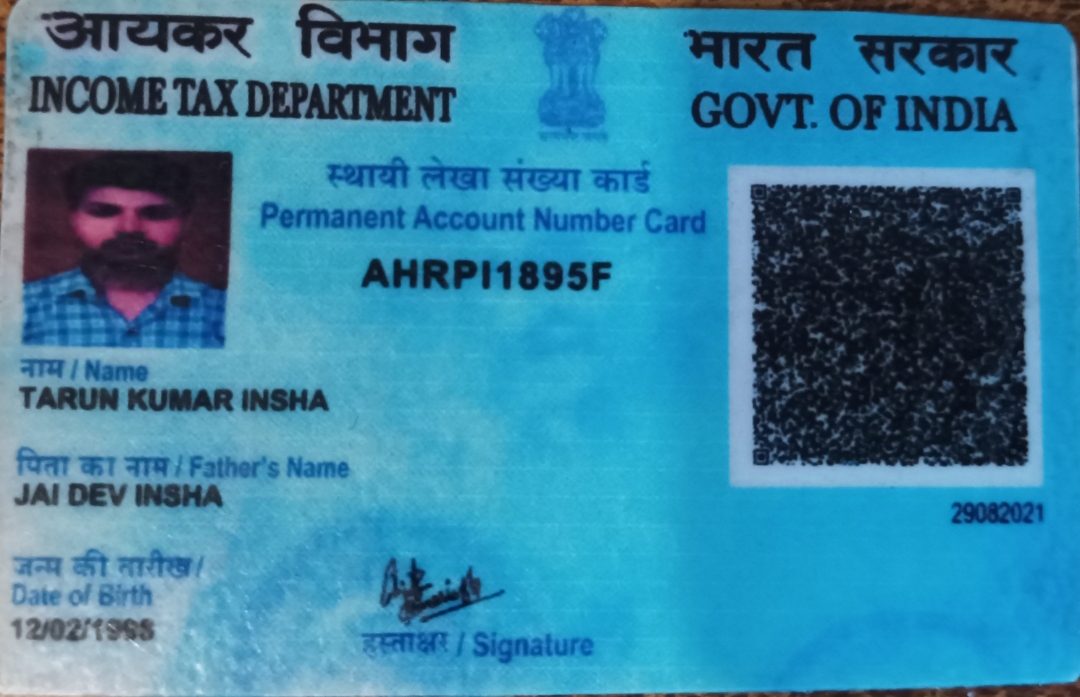 आयकर विभाग
INCOME TAX DEPARTMENT
भारत सरकार
GOVT. OF INDIA
स्थायी लेखा संख्या कार्ड
Permanent Account Number Card
AHRPI1895F
नाम / Name
TARUN KUMAR INSHA
पिता का नाम / Father's Name
JAI DEV INSHA
29082021
जन्म की तारीख /
Date of Birth
हस्ताक्षर / Signature